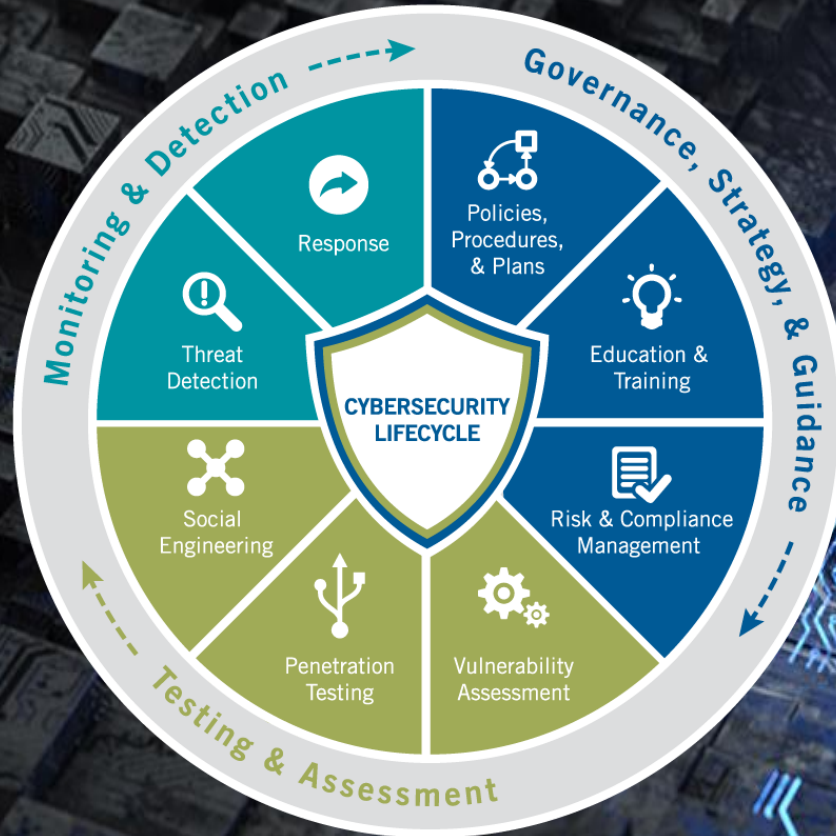 Governance, Strategy, & Guidance
Policies,
Procedures,
& Plans
Education &
Training
Risk & Compliance
Management
Testing & Assessment
Vulnerability
Assessment
Penetration
Testing
Social
Engineering
Monitoring & Detection
Threat
Detection
Response
CYBERSECURITY
LIFECYCLE